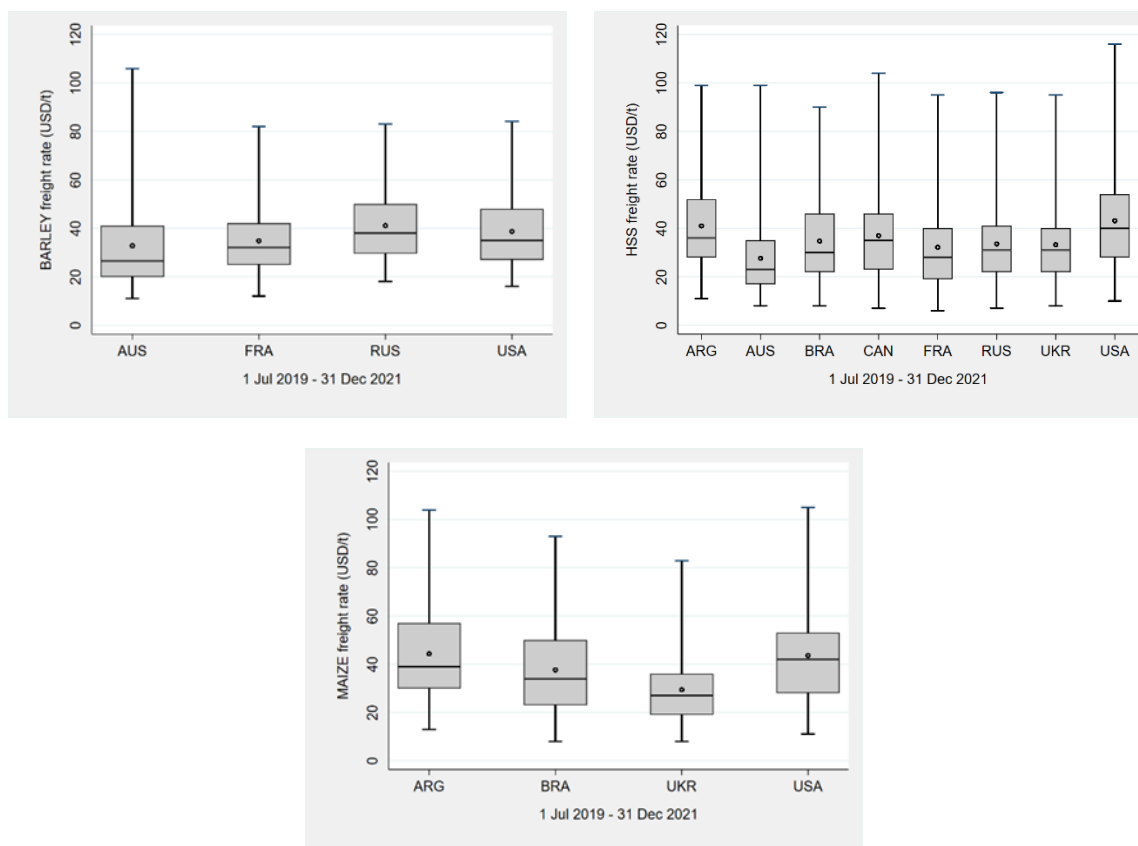 BARLEY freight rate (USD/t)
120
100
80
60
40
20
0
AUS FRA RUS USA
1 Jul 2019 - 31 Dec 2021
HSS freight rate (USD/t)
120
100
80
60
40
20
0
ARG AUS BRA CAN FRA RUS UKR USA
1 Jul 2019 - 31 Dec 2021
MAIZE freight rate (USD/t)
120
100
80
60
40
20
0
ARG BRA UKR USA
1 Jul 2019 - 31 Dec 2021